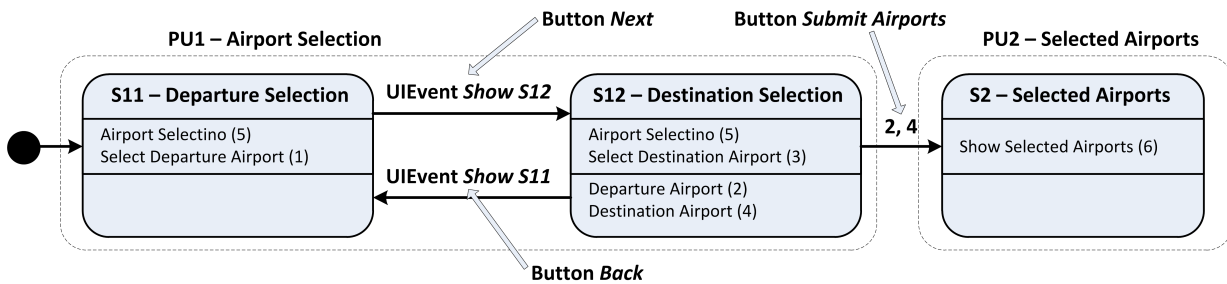 Button Next
Button Submit Airports
PU1 – Airport Selection
PU2 – Selected Airports
S11 – Departure Selection
UIEvent Show S12
S12 – Destination Selection
S2 – Selected Airports
Airport Selectino (5)
Select Departure Airport (1)
Airport Selectino (5)
Select Destination Airport (3)
2, 4
Show Selected Airports (6)
UIEvent Show S11
Departure Airport (2)
Destination Airport (4)
Button Back